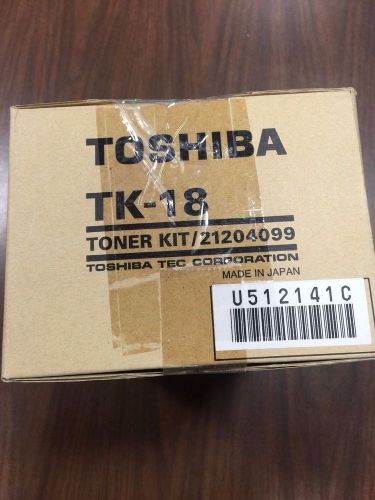 TOSHIBA
TK-18
TONER KIT/21204099
TOSHIBA TEC CORPORATION
MADE IN JAPAN
U512141C